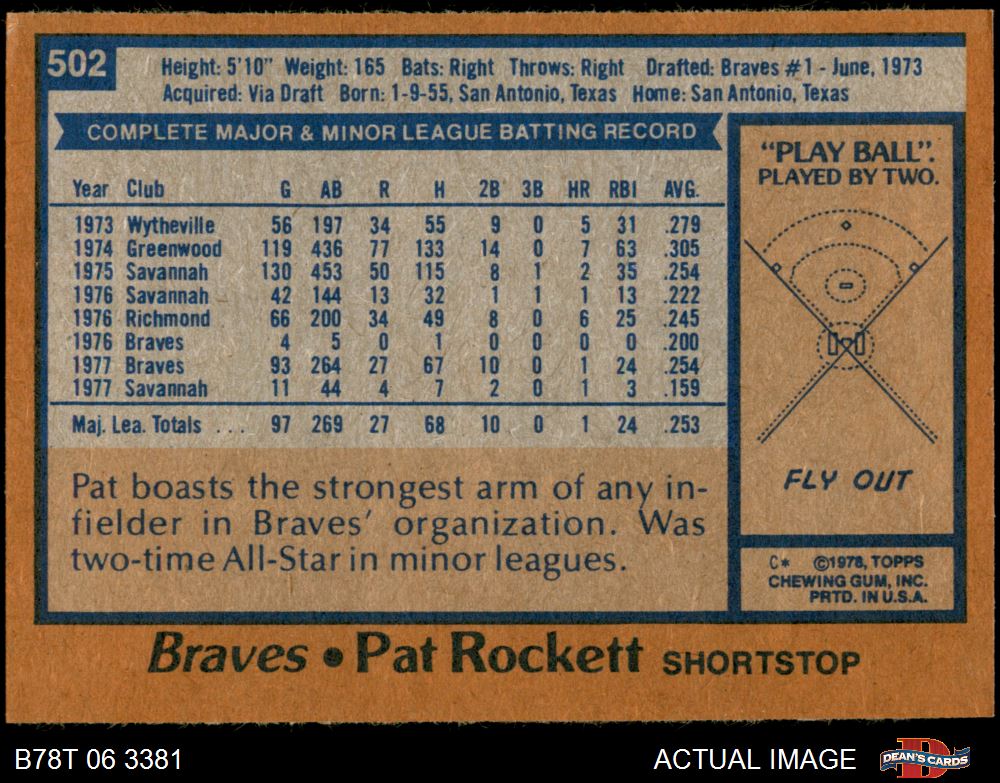 502
Height: 5'10" Weight: 165 Bats: Right Throws: Right Drafted: Braves #1 - June, 1973
Acquired: Via Draft Born: 1-9-55, San Antonio, Texas Home: San Antonio, Texas
COMPLETE MAJOR & MINOR LEAGUE BATTING RECORD
Year Club G AB R H 2B 3B HR RBI AVG.
1973 Wytheville 56 197 34 55 9 0 5 31 .279
1974 Greenwood 119 436 77 133 14 0 7 63 .305
1975 Savannah 130 453 50 115 8 1 2 35 .254
1976 Savannah 42 144 13 32 1 1 1 13 .222
1976 Richmond 66 200 34 49 8 0 6 25 .245
1976 Braves 4 5 0 1 0 0 0 0 .200
1977 Braves 93 264 27 67 10 0 1 24 .254
1977 Savannah 11 44 4 7 2 0 1 3 .159
Maj. Lea. Totals . . . 97 269 27 68 10 0 1 24 .253
Pat boasts the strongest arm of any in-
fielder in Braves' organization. Was
two-time All-Star in minor leagues.
"PLAY BALL".
PLAYED BY TWO.
FLY OUT
C* ©1978, TOPPS
CHEWING GUM, INC.
PRTD. IN U.S.A.
Braves • Pat Rockett SHORTSTOP
B78T 06 3381
ACTUAL IMAGE
DEAN'S CARDS